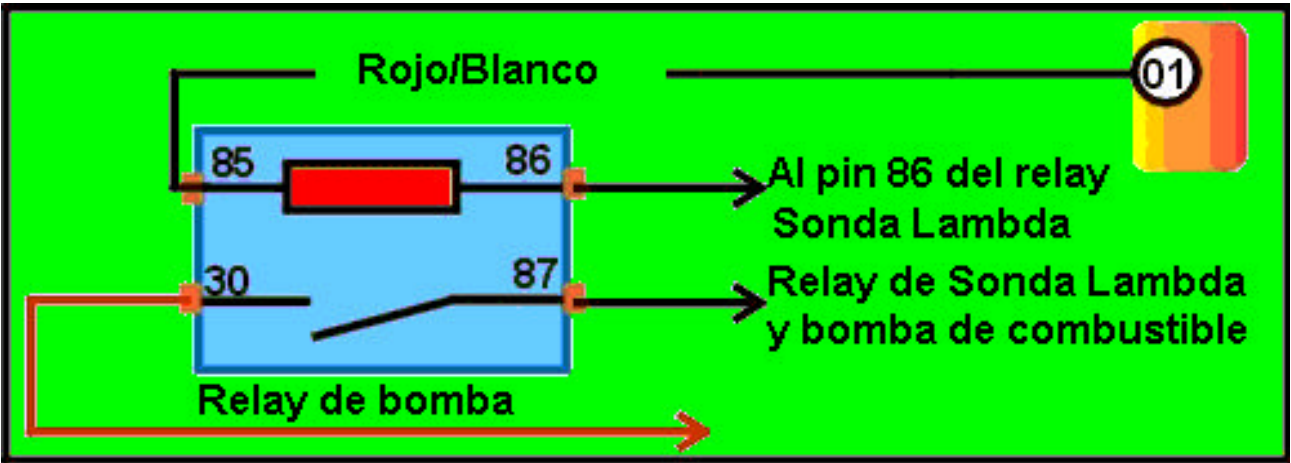 Rojo/Blanco
01
85
86
Al pin 86 del relay
Sonda Lambda
30
87
Relay de Sonda Lambda
y bomba de combustible
Relay de bomba